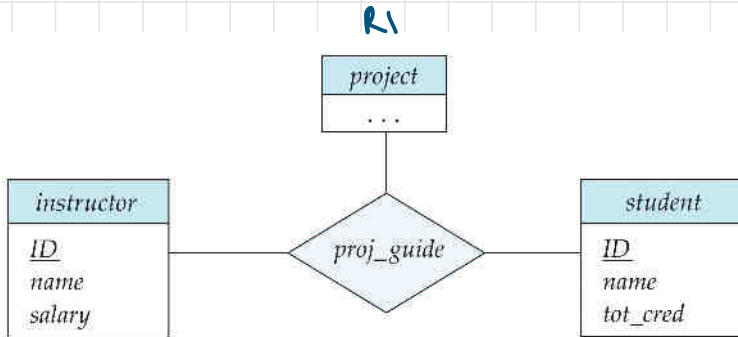 R1
project
...
instructor
ID
name
salary
proj_guide
student
ID
name
tot_cred